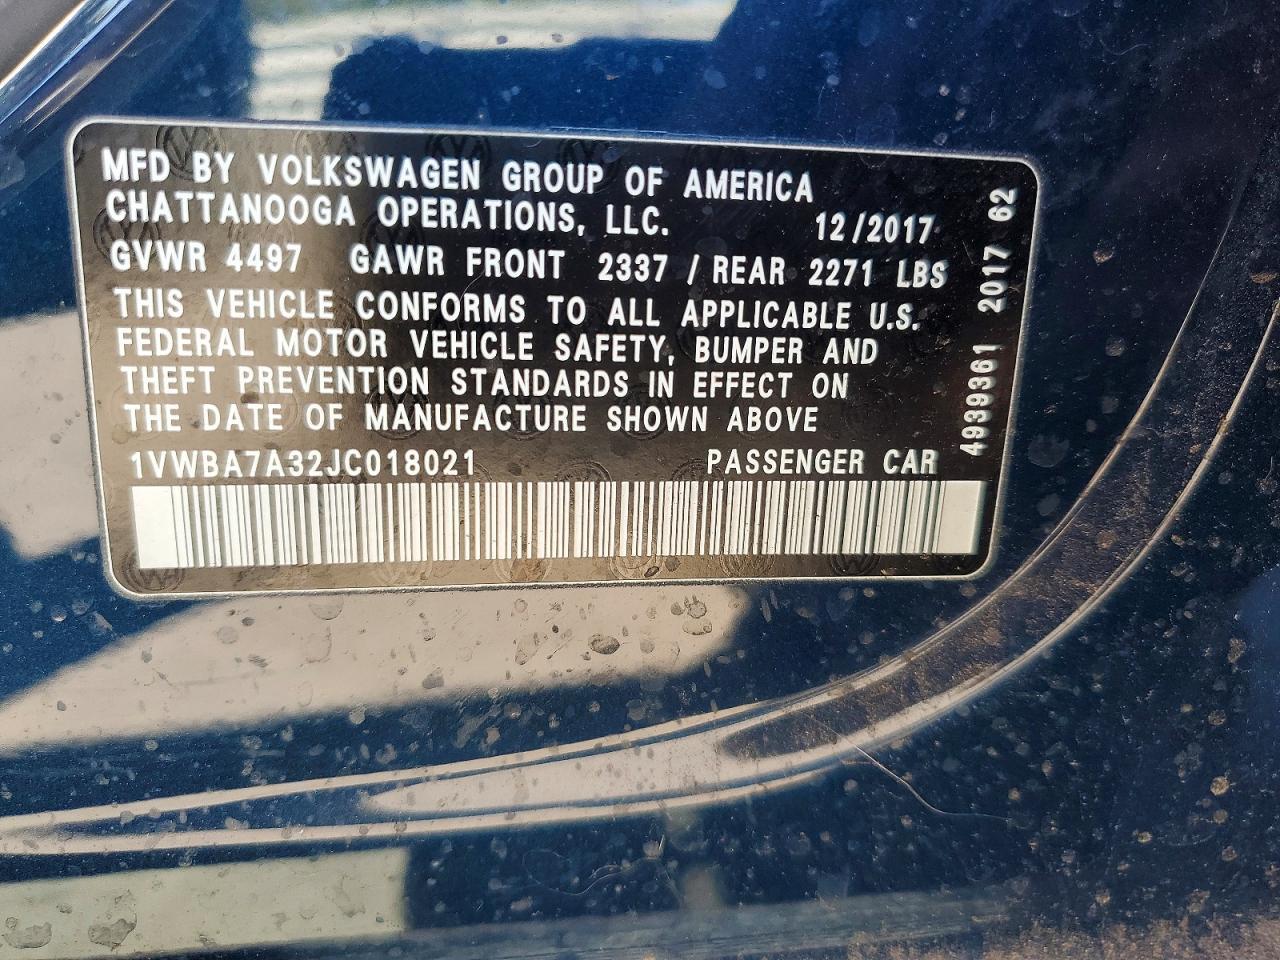 MFD BY VOLKSWAGEN GROUP OF AMERICA
CHATTANOOGA OPERATIONS, LLC. 12/2017
GVWR 4497 GAWR FRONT 2337 / REAR 2271 LBS
THIS VEHICLE CONFORMS TO ALL APPLICABLE U.S.
FEDERAL MOTOR VEHICLE SAFETY, BUMPER AND
THEFT PREVENTION STANDARDS IN EFFECT ON
THE DATE OF MANUFACTURE SHOWN ABOVE
1VWBA7A32JC018021 PASSENGER CAR
4939361 2017 62